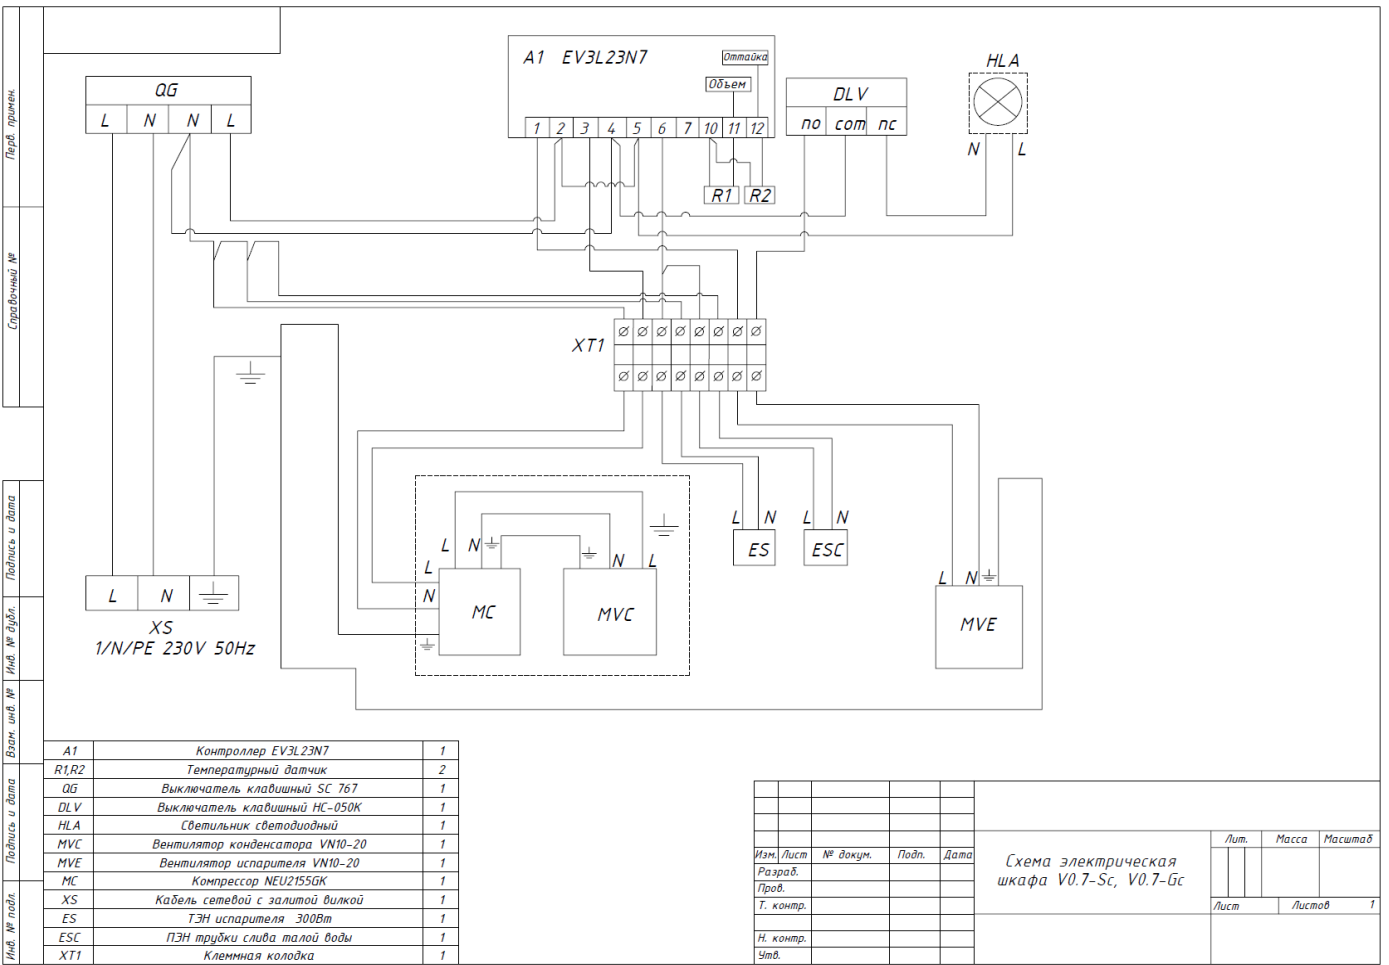 Перв. примен.
Справочный №
Подпись и дата
Инв. № дубл.
Взам. инв. №
Подпись и дата
Инв. № подл.
QG
L N N L
A1 EV3L23N7
Оттайка
Объем
1 2 3 4 5 6 7 10 11 12
R1 R2
DLV
no com nc
HLA
N L
XT1
L N
ES
L N
ESC
L N
MVE
L N
L
N
MC
N L
MVC
L N
XS
1/N/PE 230V 50Hz
A1 Контроллер EV3L23N7 1
R1,R2 Температурный датчик 2
QG Выключатель клавишный SC 767 1
DLV Выключатель клавишный HC-050K 1
HLA Светильник светодиодный 1
MVC Вентилятор конденсатора VN10-20 1
MVE Вентилятор испарителя VN10-20 1
MC Компрессор NEU2155GK 1
XS Кабель сетевой с залитой вилкой 1
ES ТЭН испарителя 300Вт 1
ESC ПЭН трубки слива талой воды 1
XT1 Клеммная колодка 1
Изм. Лист № докум. Подп. Дата
Разраб.
Пров.
Т. контр.
Н. контр.
Утв.
Схема электрическая
шкафа V0.7-Sc, V0.7-Gc
Лит. Масса Масштаб
Лист Листов 1